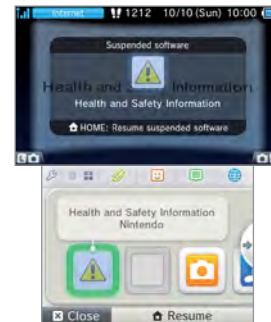 Internet 1212 10/10 (Sun) 10:00
Suspended software
Health and Safety Information
Health and Safety Information
HOME: Resume suspended software
L
Health and Safety Information
Nintendo
X Close
HOME Resume